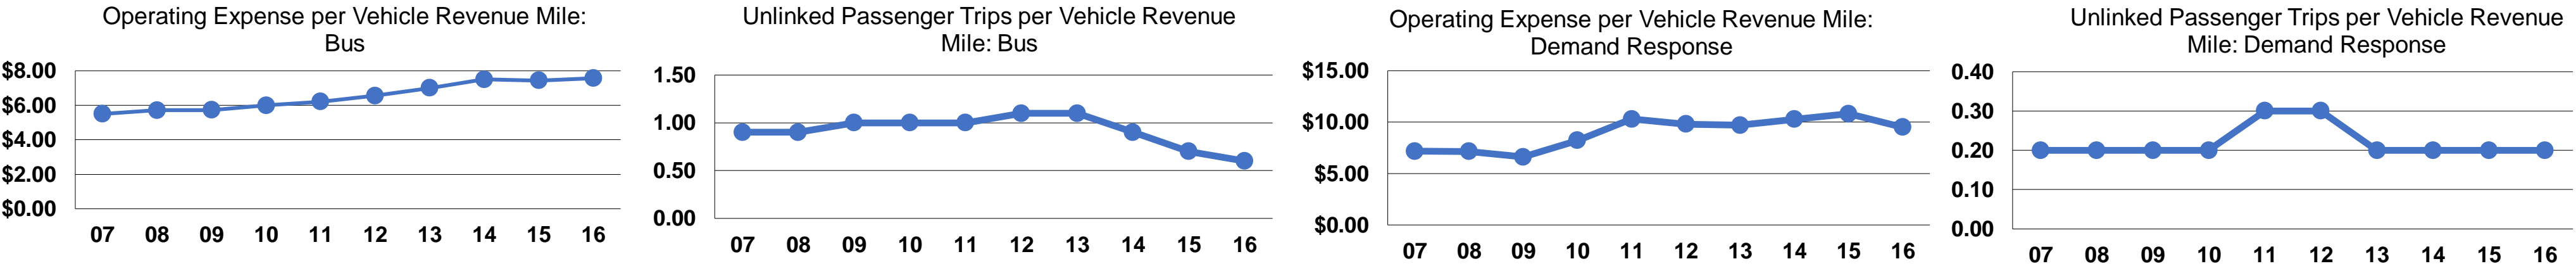 Operating Expense per Vehicle Revenue Mile:
Bus
$8.00
$6.00
$4.00
$2.00
$0.00
07 08 09 10 11 12 13 14 15 16
Unlinked Passenger Trips per Vehicle Revenue
Mile: Bus
1.50
1.00
0.50
0.00
07 08 09 10 11 12 13 14 15 16
Operating Expense per Vehicle Revenue Mile:
Demand Response
$15.00
$10.00
$5.00
$0.00
07 08 09 10 11 12 13 14 15 16
Unlinked Passenger Trips per Vehicle Revenue
Mile: Demand Response
0.40
0.30
0.20
0.10
0.00
07 08 09 10 11 12 13 14 15 16